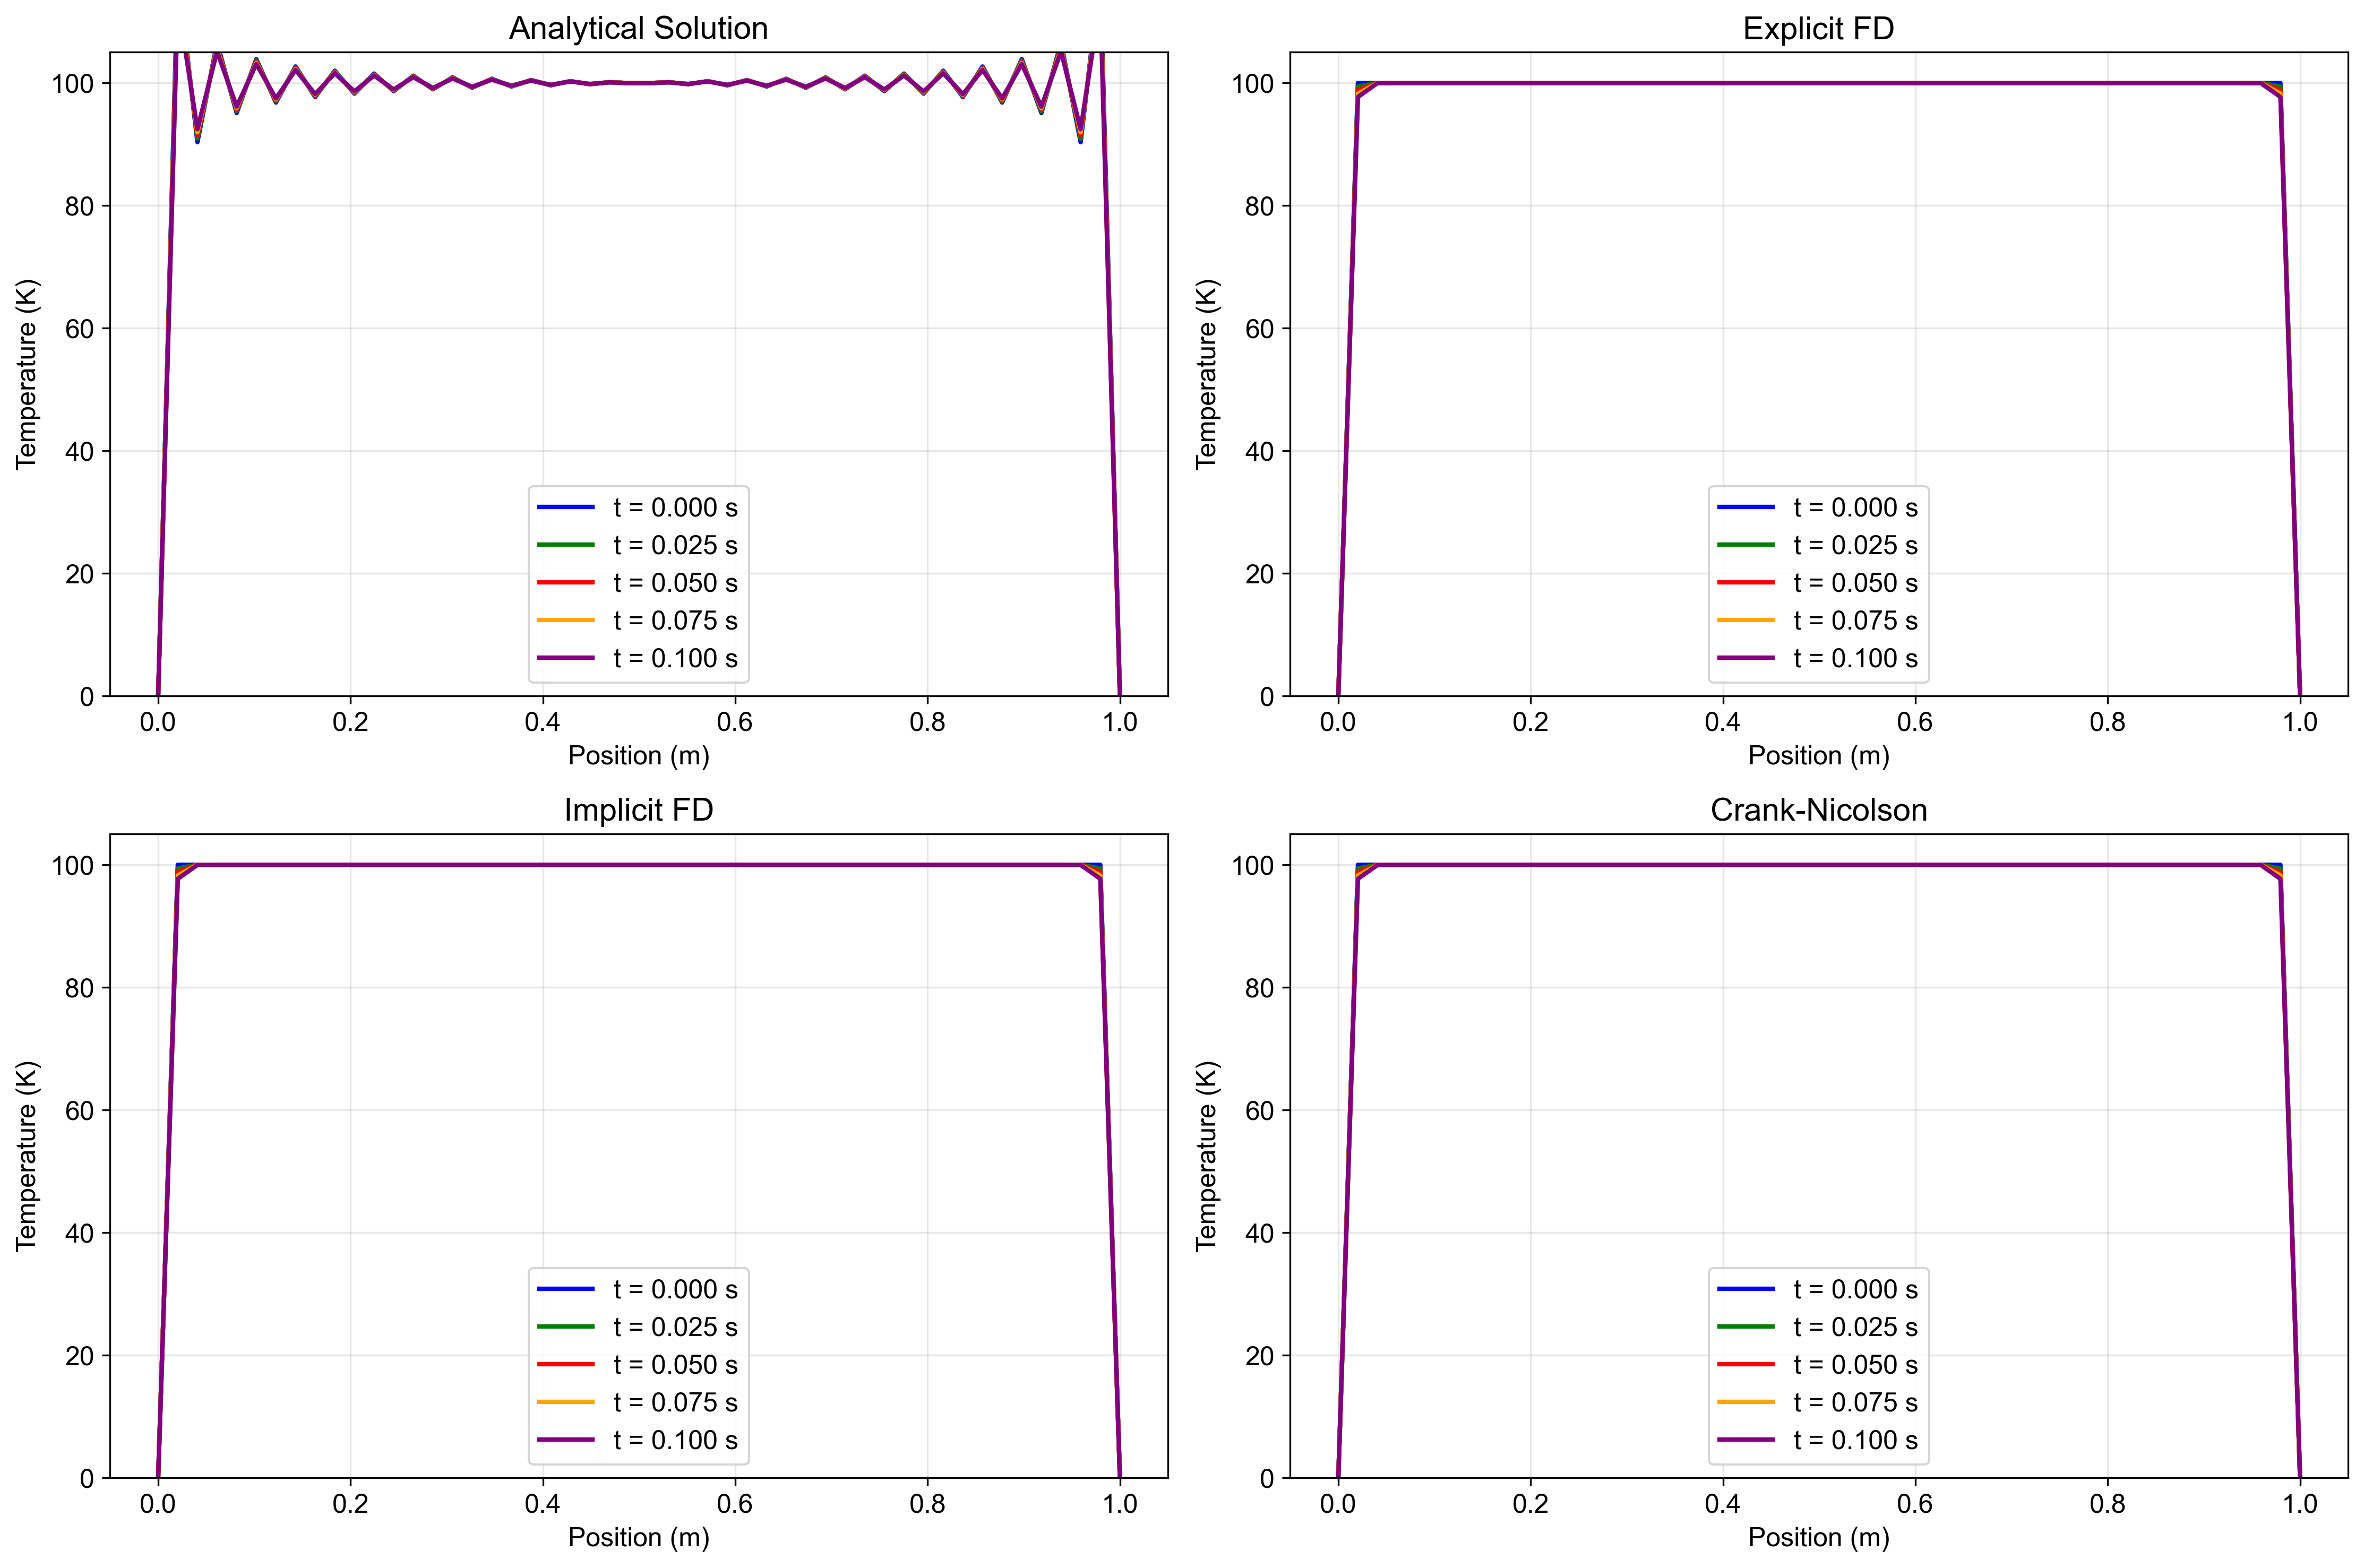 Analytical Solution
Temperature (K)
100
80
60
40
20
0
t = 0.000 s
t = 0.025 s
t = 0.050 s
t = 0.075 s
t = 0.100 s
0.0 0.2 0.4 0.6 0.8 1.0
Position (m)
Explicit FD
Temperature (K)
100
80
60
40
20
0
t = 0.000 s
t = 0.025 s
t = 0.050 s
t = 0.075 s
t = 0.100 s
0.0 0.2 0.4 0.6 0.8 1.0
Position (m)
Implicit FD
Temperature (K)
100
80
60
40
20
0
t = 0.000 s
t = 0.025 s
t = 0.050 s
t = 0.075 s
t = 0.100 s
0.0 0.2 0.4 0.6 0.8 1.0
Position (m)
Crank-Nicolson
Temperature (K)
100
80
60
40
20
0
t = 0.000 s
t = 0.025 s
t = 0.050 s
t = 0.075 s
t = 0.100 s
0.0 0.2 0.4 0.6 0.8 1.0
Position (m)